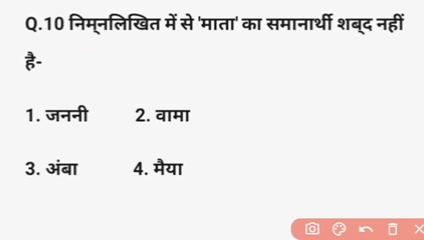 Q.10 निम्नलिखित में से 'माता' का समानार्थी शब्द नहीं
है-
1. जननी 2. वामा
3. अंबा 4. मैया